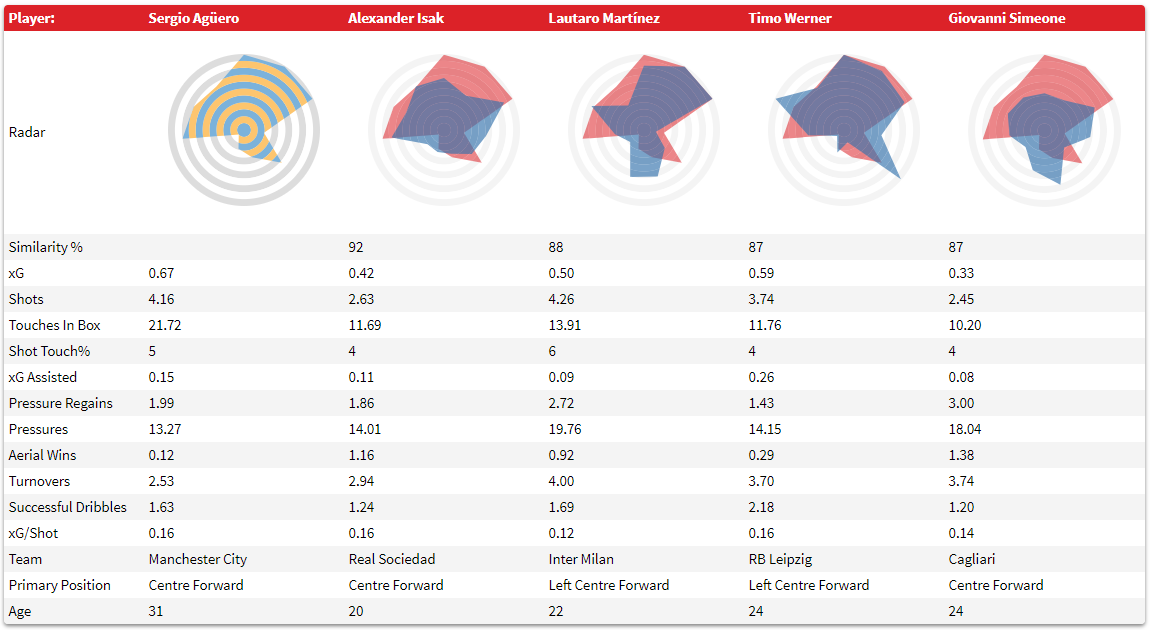 Player: Sergio Agüero Alexander Isak Lautaro Martínez Timo Werner Giovanni Simeone
Radar
Similarity % 92 88 87 87
xG 0.67 0.42 0.50 0.59 0.33
Shots 4.16 2.63 4.26 3.74 2.45
Touches In Box 21.72 11.69 13.91 11.76 10.20
Shot Touch% 5 4 6 4 4
xG Assisted 0.15 0.11 0.09 0.26 0.08
Pressure Regains 1.99 1.86 2.72 1.43 3.00
Pressures 13.27 14.01 19.76 14.15 18.04
Aerial Wins 0.12 1.16 0.92 0.29 1.38
Turnovers 2.53 2.94 4.00 3.70 3.74
Successful Dribbles 1.63 1.24 1.69 2.18 1.20
xG/Shot 0.16 0.16 0.12 0.16 0.14
Team Manchester City Real Sociedad Inter Milan RB Leipzig Cagliari
Primary Position Centre Forward Centre Forward Left Centre Forward Left Centre Forward Centre Forward
Age 31 20 22 24 24